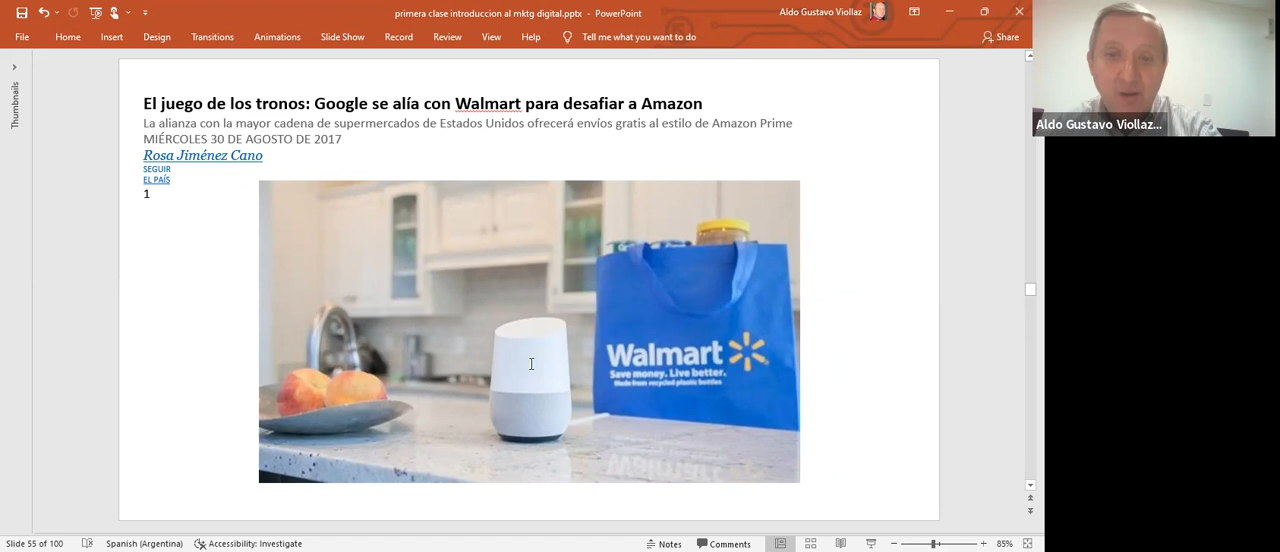 primera clase introduccion al mktg digital.pptx - PowerPoint
Aldo Gustavo Viollaz
File Home Insert Design Transitions Animations Slide Show Record Review View Help Tell me what you want to do Share
Thumbnails
El juego de los tronos: Google se alía con Walmart para desafiar a Amazon
La alianza con la mayor cadena de supermercados de Estados Unidos ofrecerá envíos gratis al estilo de Amazon Prime
MIÉRCOLES 30 DE AGOSTO DE 2017
Rosa Jiménez Cano
SEGUIR
EL PAÍS
1
Walmart
Save money. Live better.
Made from recycled plastic bottles
Aldo Gustavo Viollaz...
Slide 55 of 100 Spanish (Argentina) Accessibility: Investigate Notes Comments 85%